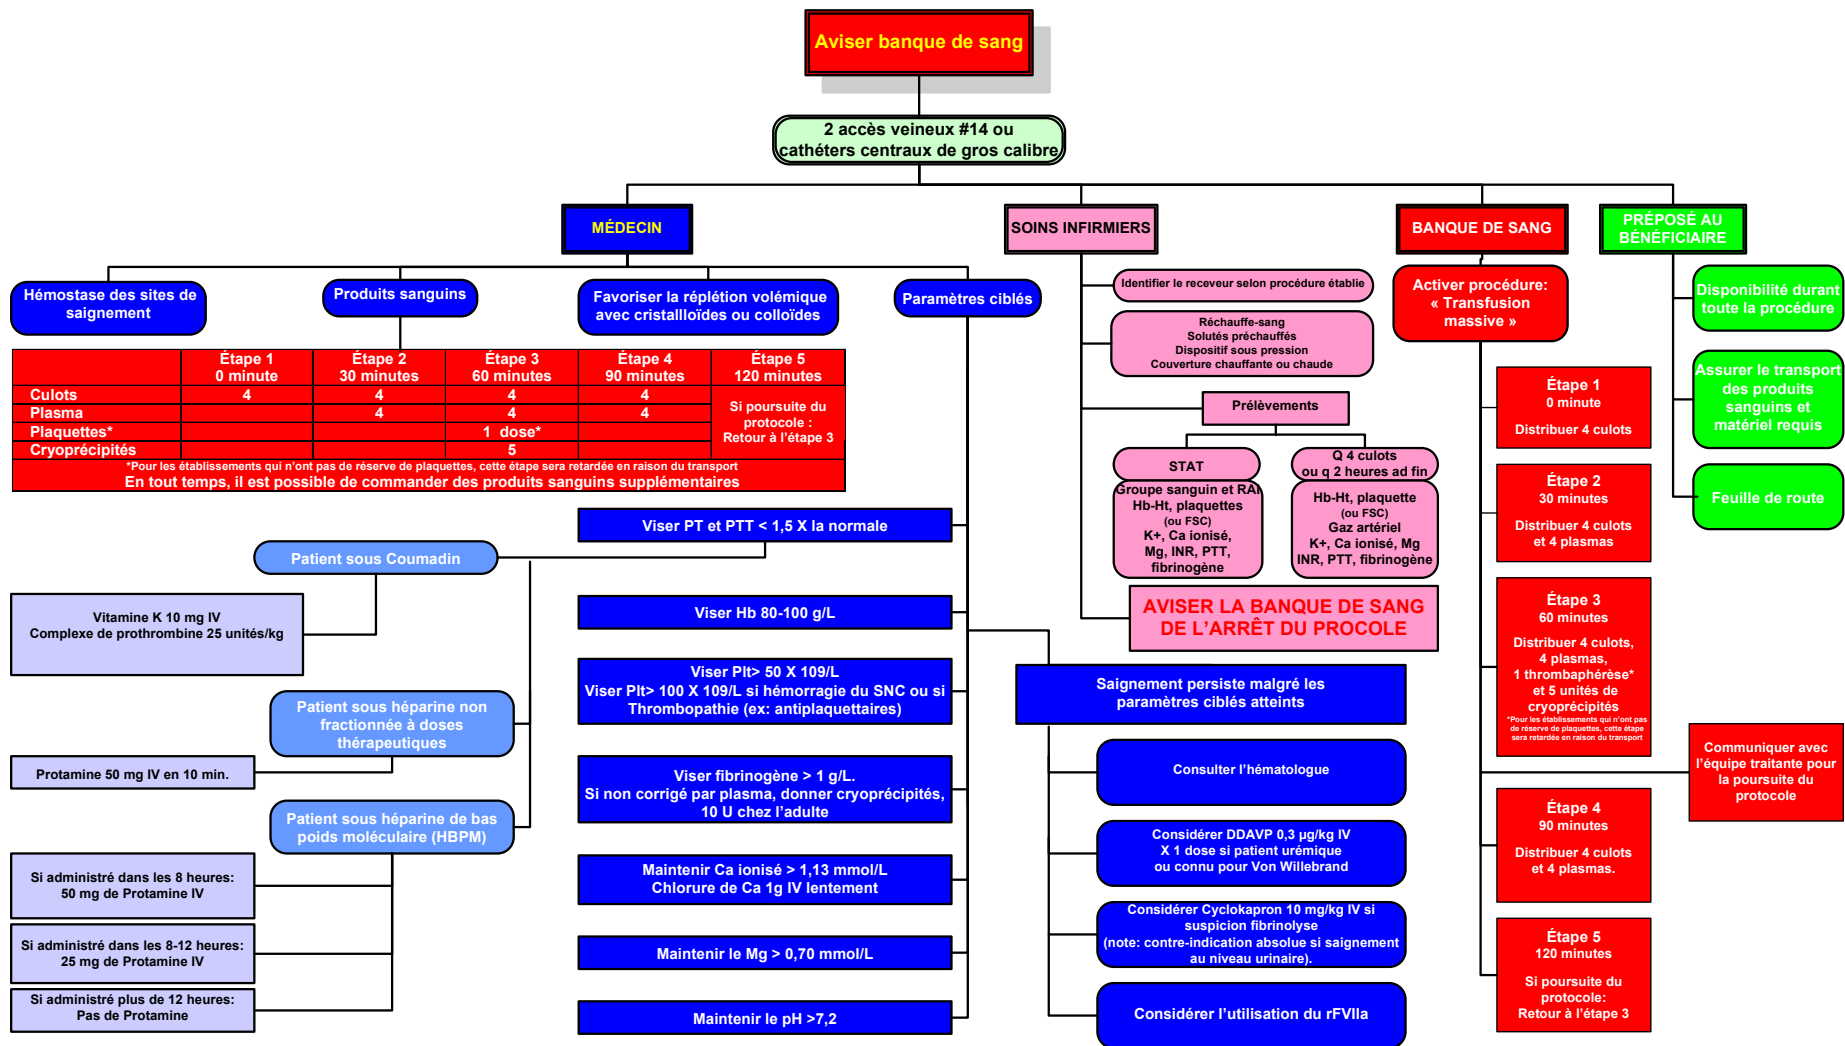 Aviser banque de sang
2 accès veineux #14 ou
cathéters centraux de gros calibre
MÉDECIN
SOINS INFIRMIERS
BANQUE DE SANG
PRÉPOSÉ AU
BÉNÉFICIAIRE
Hémostase des sites de
saignement
Produits sanguins
Favoriser la réplétion volémique
avec cristallloïdes ou colloïdes
Paramètres ciblés
Étape 1 Étape 2 Étape 3 Étape 4 Étape 5
0 minute 30 minutes 60 minutes 90 minutes 120 minutes
Culots 4 4 4 4
Plasma 4 4 4
Plaquettes* 1 dose*
Cryoprécipités 5
Si poursuite du
protocole :
Retour à l'étape 3
*Pour les établissements qui n'ont pas de réserve de plaquettes, cette étape sera retardée en raison du transport
En tout temps, il est possible de commander des produits sanguins supplémentaires
Viser PT et PTT < 1,5 X la normale
Patient sous Coumadin
Vitamine K 10 mg IV
Complexe de prothrombine 25 unités/kg
Patient sous héparine non
fractionnée à doses
thérapeutiques
Protamine 50 mg IV en 10 min.
Patient sous héparine de bas
poids moléculaire (HBPM)
Si administré dans les 8 heures:
50 mg de Protamine IV
Si administré dans les 8-12 heures:
25 mg de Protamine IV
Si administré plus de 12 heures:
Pas de Protamine
Viser Hb 80-100 g/L
Viser Plt> 50 X 109/L
Viser Plt> 100 X 109/L si hémorragie du SNC ou si
Thrombopathie (ex: antiplaquettaires)
Viser fibrinogène > 1 g/L.
Si non corrigé par plasma, donner cryoprécipités,
10 U chez l'adulte
Maintenir Ca ionisé > 1,13 mmol/L
Chlorure de Ca 1g IV lentement
Maintenir le Mg > 0,70 mmol/L
Maintenir le pH >7,2
Saignement persiste malgré les
paramètres ciblés atteints
Consulter l'hématologue
Considérer DDAVP 0,3 µg/kg IV
X 1 dose si patient urémique
ou connu pour Von Willebrand
Considérer Cyclokapron 10 mg/kg IV si
suspicion fibrinolyse
(note: contre-indication absolue si saignement
au niveau urinaire).
Considérer l'utilisation du rFVIIa
Identifier le receveur selon procédure établie
Réchauffe-sang
Solutés préchauffés
Dispositif sous pression
Couverture chauffante ou chaude
Prélèvements
STAT
Groupe sanguin et RAI
Hb-Ht, plaquettes
(ou FSC)
K+, Ca ionisé,
Mg, INR, PTT,
fibrinogène
Q 4 culots
ou q 2 heures ad fin
Hb-Ht, plaquette
(ou FSC)
Gaz artériel
K+, Ca ionisé, Mg
INR, PTT, fibrinogène
AVISER LA BANQUE DE SANG
DE L'ARRÊT DU PROCOLE
Activer procédure:
« Transfusion
massive »
Étape 1
0 minute
Distribuer 4 culots
Étape 2
30 minutes
Distribuer 4 culots
et 4 plasmas
Étape 3
60 minutes
Distribuer 4 culots,
4 plasmas,
1 thrombaphérèse*
et 5 unités de
cryoprécipités
*Pour les établissements qui n'ont pas
de réserve de plaquettes, cette étape
sera retardée en raison du transport
Communiquer avec
l'équipe traitante pour
la poursuite du
protocole
Étape 4
90 minutes
Distribuer 4 culots
et 4 plasmas.
Étape 5
120 minutes
Si poursuite du
protocole:
Retour à l'étape 3
Disponibilité durant
toute la procédure
Assurer le transport
des produits
sanguins et
matériel requis
Feuille de route